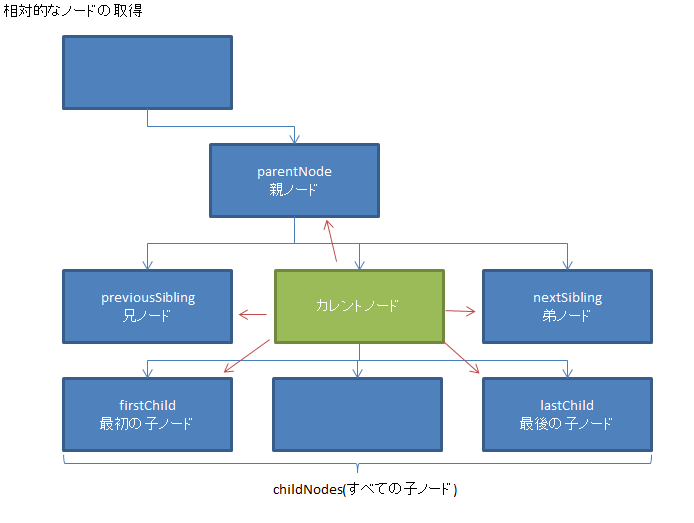 相対的なノードの取得
parentNode
親ノード
previousSibling
兄ノード
カレントノード
nextSibling
弟ノード
firstChild
最初の子ノード
lastChild
最後の子ノード
childNodes(すべての子ノード)